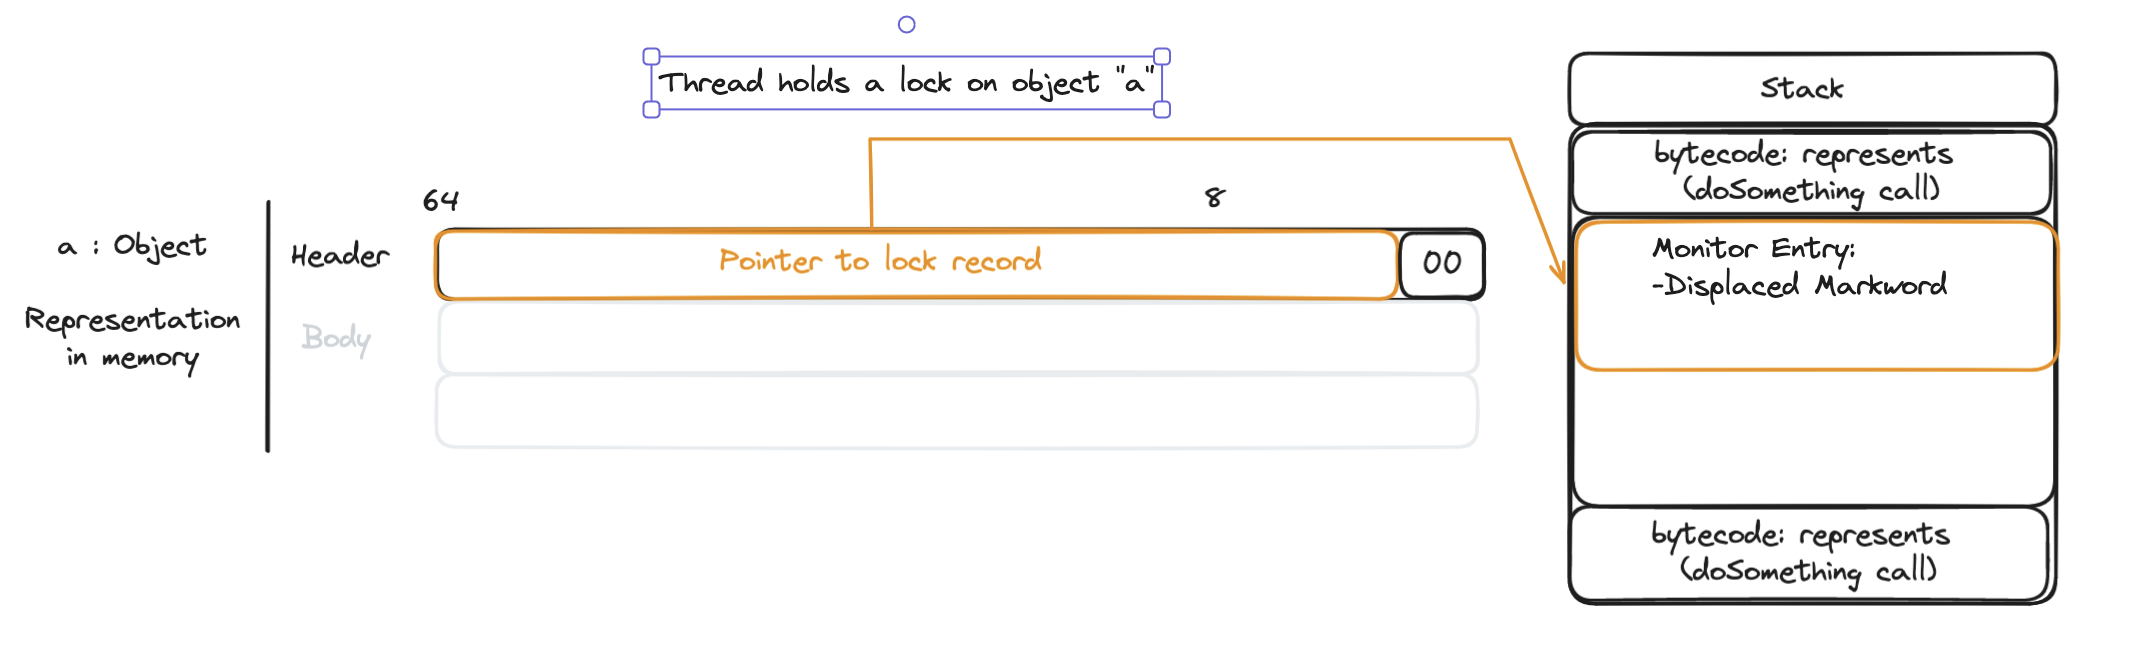 Thread holds a lock on object "a"
64
8
a : Object
Representation
in memory
Header
Body
Pointer to lock record
00
Stack
bytecode: represents
(doSomething call)
Monitor Entry:
-Displaced Markword
bytecode: represents
(doSomething call)